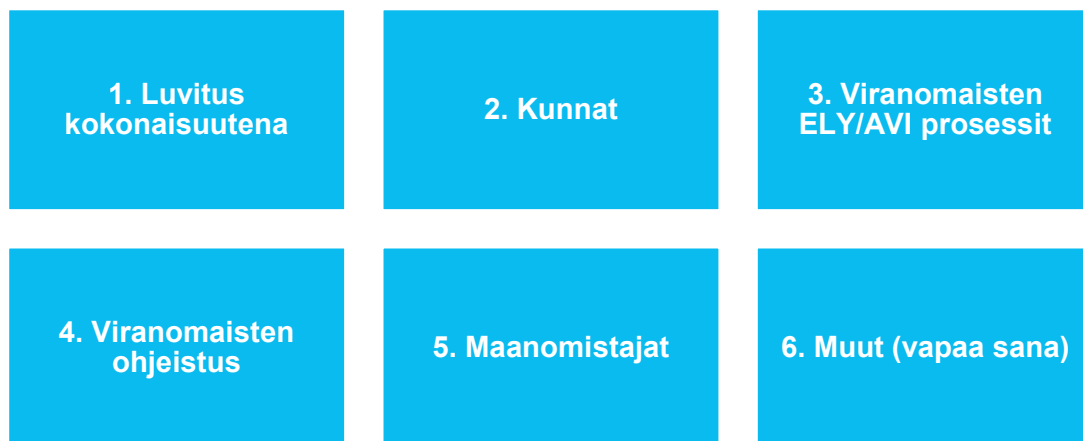 1. Luvitus
kokonaisuutena
2. Kunnat
3. Viranomaisten
ELY/AVI prosessit
4. Viranomaisten
ohjeistus
5. Maanomistajat
6. Muut (vapaa sana)